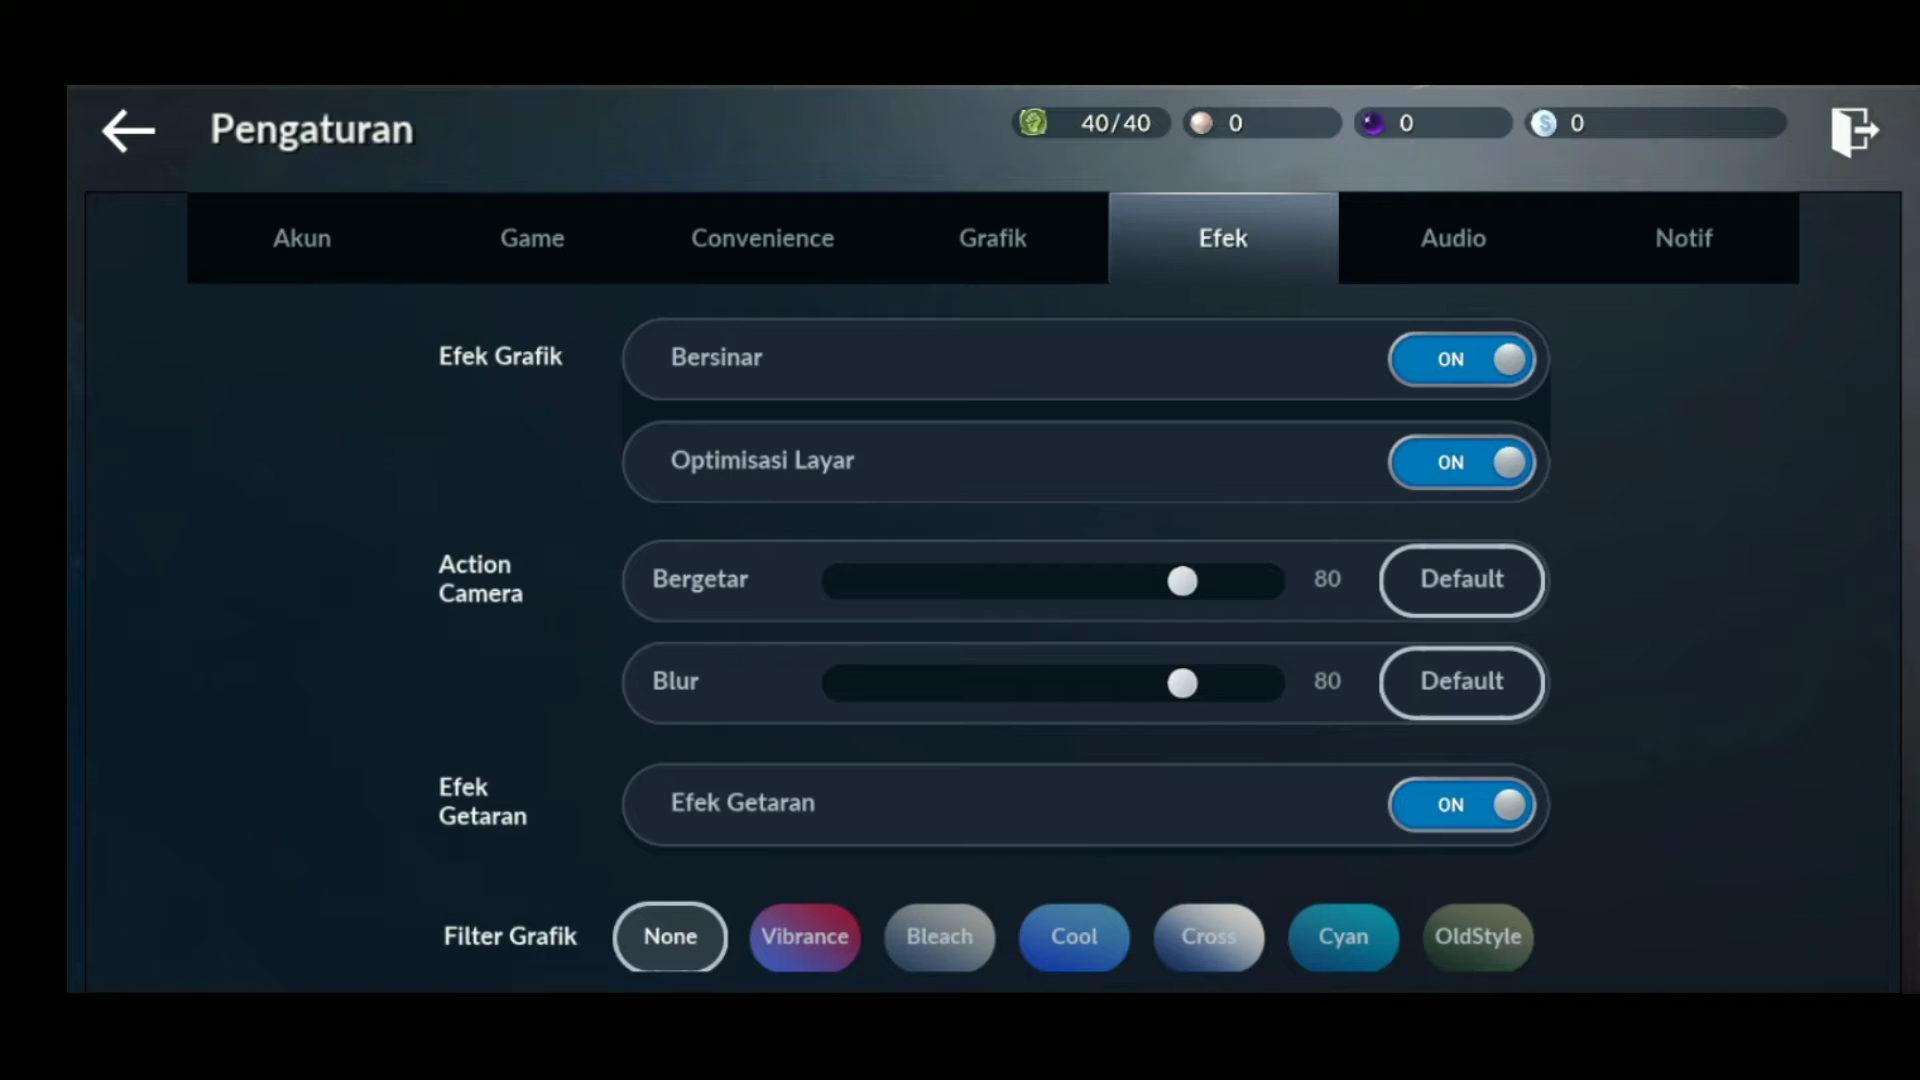 Pengaturan
40/40
0
0
0
Akun
Game
Convenience
Grafik
Efek
Audio
Notif
Efek Grafik
Bersinar
ON
Optimisasi Layar
ON
Action
Camera
Bergetar
80
Default
Blur
80
Default
Efek
Getaran
Efek Getaran
ON
Filter Grafik
None
Vibrance
Bleach
Cool
Cross
Cyan
OldStyle